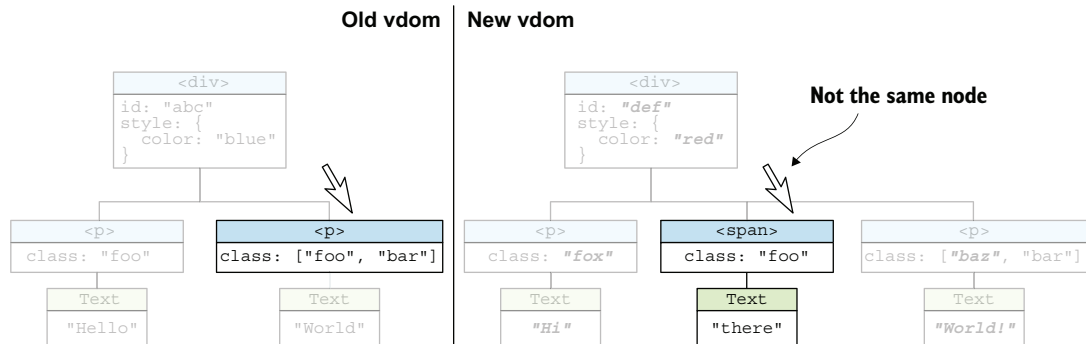 Old vdom
<div>
id: "abc"
style: {
color: "blue"
}
<p>
class: "foo"
Text
"Hello"
<p>
class: ["foo", "bar"]
Text
"World"
New vdom
<div>
id: "def"
style: {
color: "red"
}
Not the same node
<p>
class: "fox"
Text
"Hi"
<span>
class: "foo"
Text
"there"
<p>
class: ["baz", "bar"]
Text
"World!"